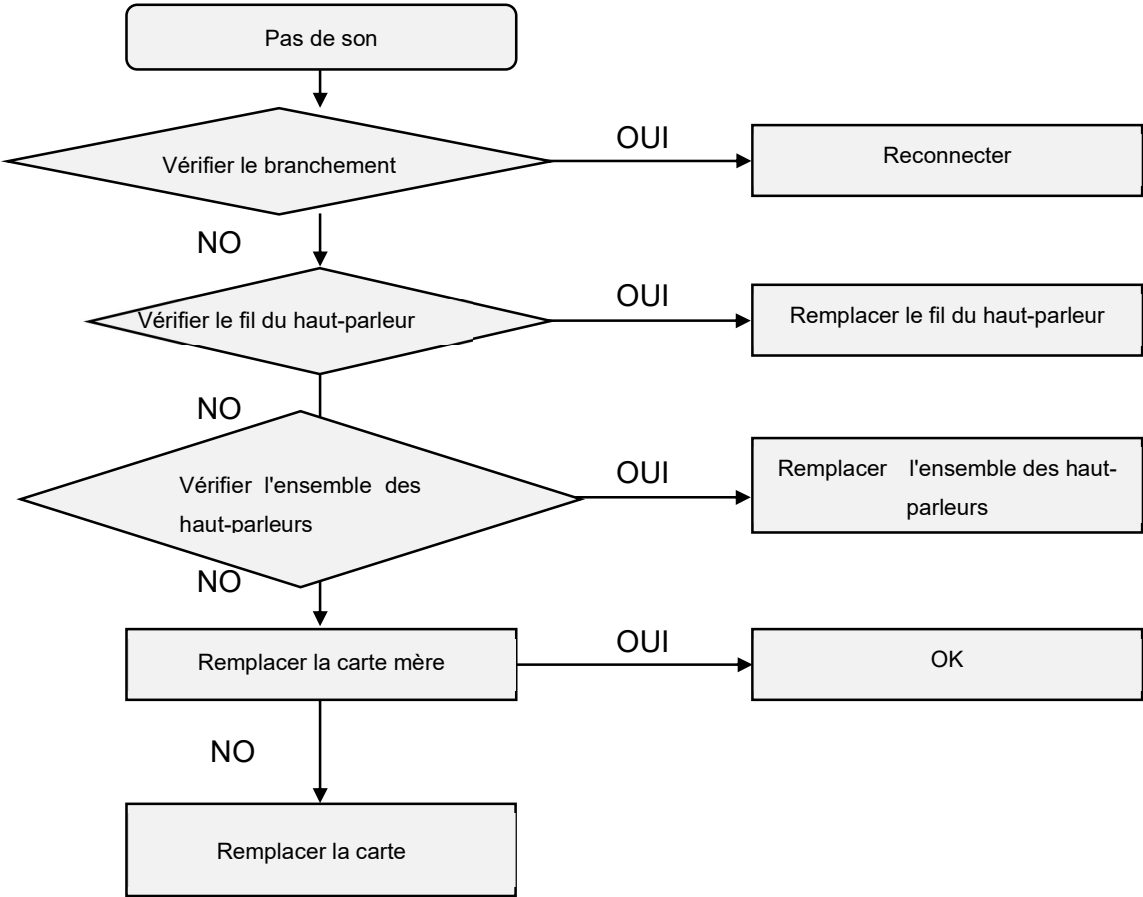 Pas de son
Vérifier le branchement
OUI
Reconnecter
NO
Vérifier le fil du haut-parleur
OUI
Remplacer le fil du haut-parleur
NO
Vérifier l'ensemble des
haut-parleurs
OUI
Remplacer l'ensemble des haut-
parleurs
NO
Remplacer la carte mère
OUI
OK
NO
Remplacer la carte